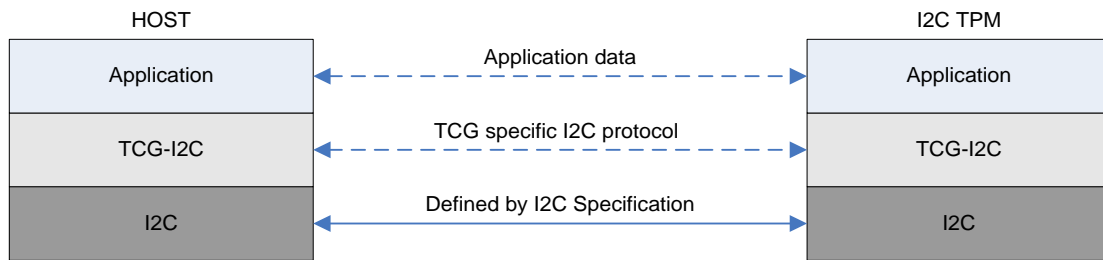 HOST
I2C TPM
Application
Application data
Application
TCG-I2C
TCG specific I2C protocol
TCG-I2C
I2C
Defined by I2C Specification
I2C